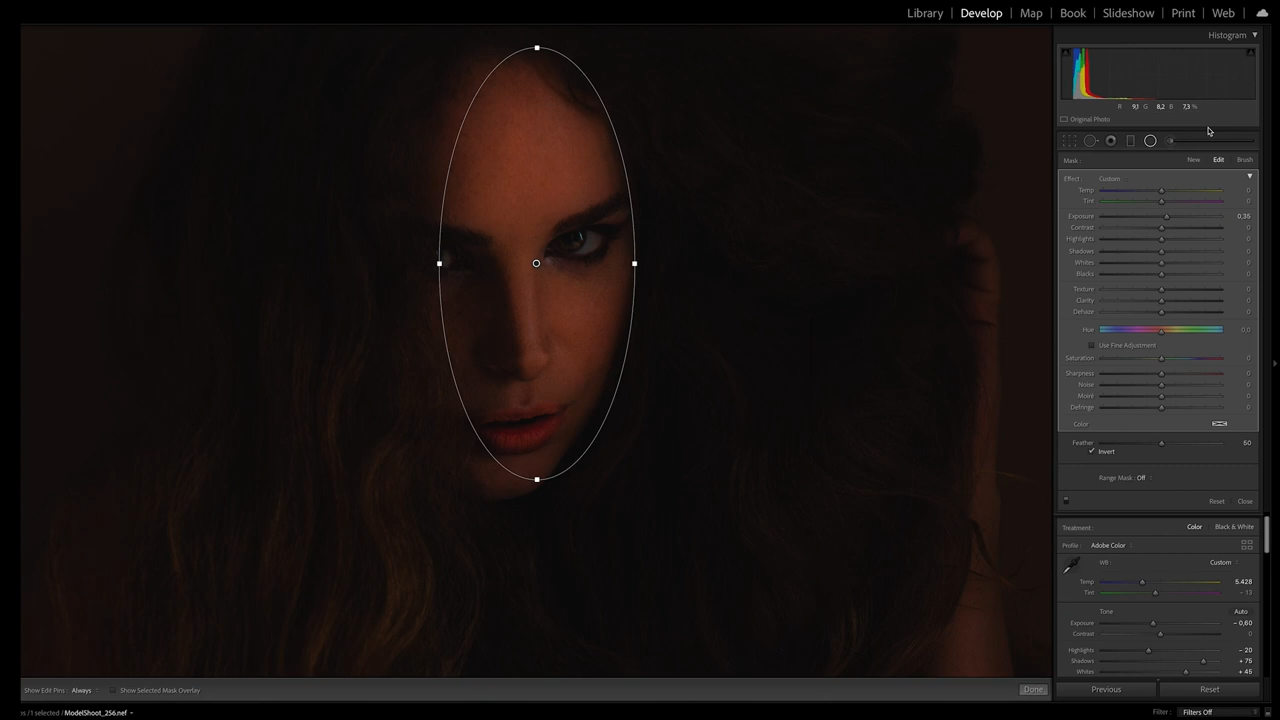 Library | Develop | Map | Book | Slideshow | Print | Web
Histogram
R 9,1 G 8,2 B 7,3 %
Original Photo
Mask : New Edit Brush
Effect : Custom
Temp 0
Tint 0
Exposure 0,35
Contrast 0
Highlights 0
Shadows 0
Whites 0
Blacks 0
Texture 0
Clarity 0
Dehaze 0
Hue 0,0
Use Fine Adjustment
Saturation 0
Sharpness 0
Noise 0
Moiré 0
Defringe 0
Color
Feather 50
Invert
Range Mask : Off
Reset Close
Treatment : Color Black & White
Profile : Adobe Color
WB : Custom
Temp 5.428
Tint - 13
Tone Auto
Exposure - 0,60
Contrast 0
Highlights - 20
Shadows + 75
Whites + 45
Show Edit Pins : Always Show Selected Mask Overlay Done
Previous Reset
/1 selected / ModelShoot_256.nef
Filter : Filters Off